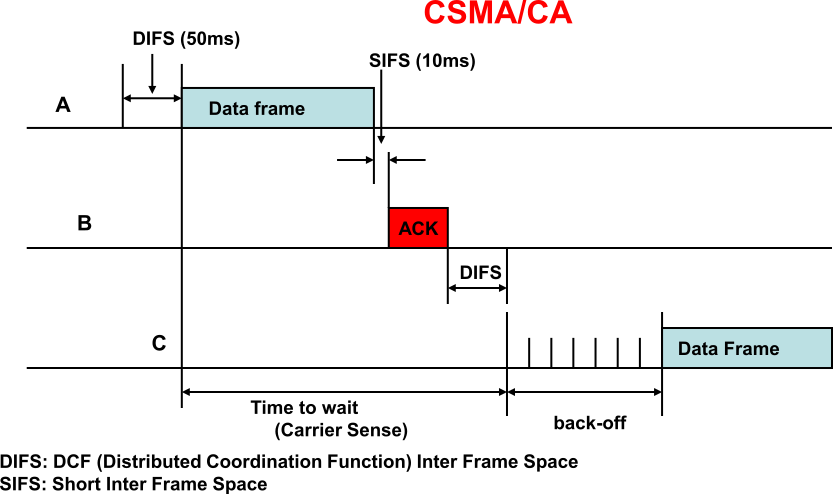 CSMA/CA
DIFS (50ms)
SIFS (10ms)
A
Data frame
B
ACK
DIFS
C
Data Frame
Time to wait
(Carrier Sense)
back-off
DIFS: DCF (Distributed Coordination Function) Inter Frame Space
SIFS: Short Inter Frame Space